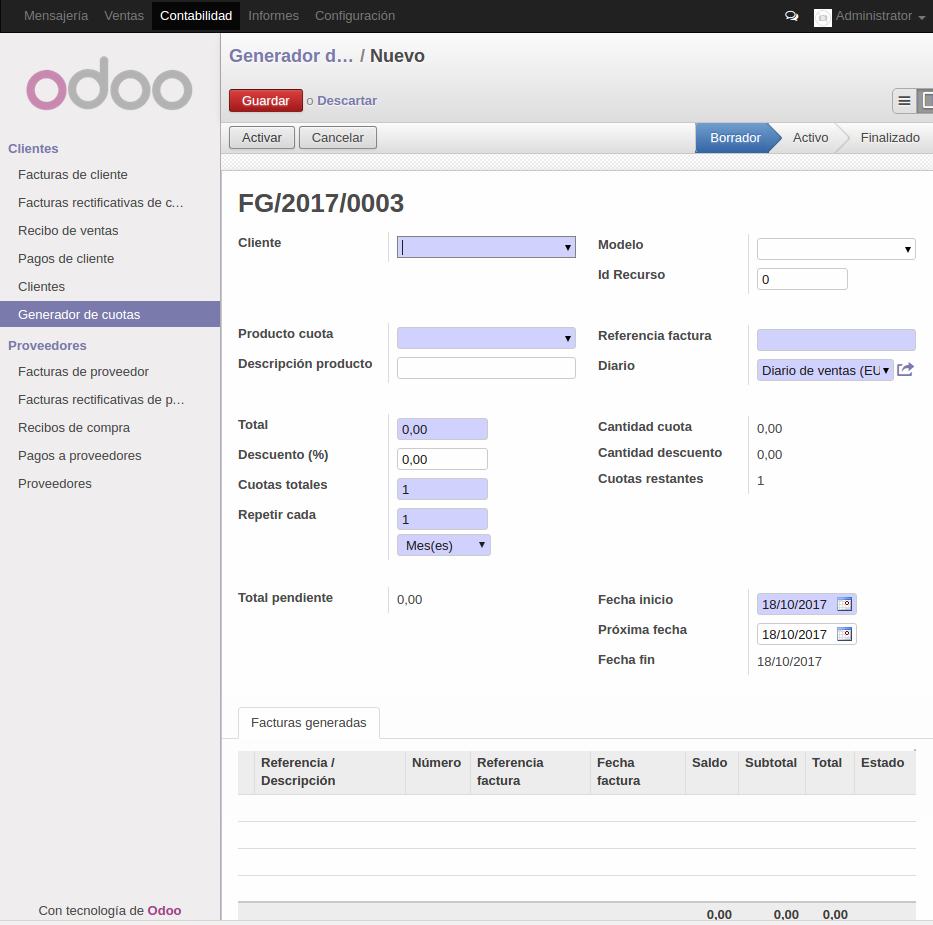 Mensajería Ventas Contabilidad Informes Configuración Administrator
odoo
Clientes
Facturas de cliente
Facturas rectificativas de c…
Recibo de ventas
Pagos de cliente
Clientes
Generador de cuotas
Proveedores
Facturas de proveedor
Facturas rectificativas de p…
Recibos de compra
Pagos a proveedores
Proveedores
Con tecnología de Odoo
Generador d… / Nuevo
Guardar o Descartar
Activar Cancelar Borrador Activo Finalizado
FG/2017/0003
Cliente
Modelo
Id Recurso 0
Producto cuota
Descripción producto
Referencia factura
Diario Diario de ventas (EU
Total 0,00
Descuento (%) 0,00
Cuotas totales 1
Repetir cada 1
Mes(es)
Cantidad cuota 0,00
Cantidad descuento 0,00
Cuotas restantes 1
Total pendiente 0,00
Fecha inicio 18/10/2017
Próxima fecha 18/10/2017
Fecha fin 18/10/2017
Facturas generadas
Referencia / Número Referencia Fecha Saldo Subtotal Total Estado
Descripción factura factura
0,00 0,00 0,00